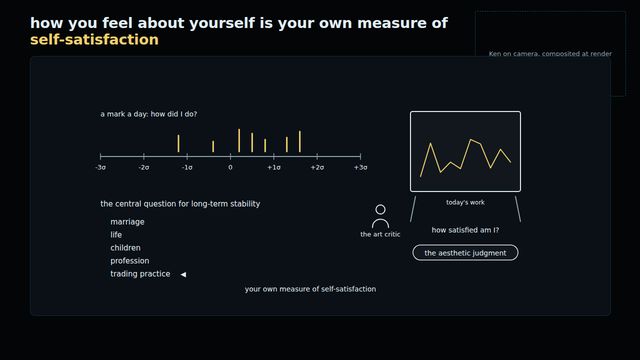 how you feel about yourself is your own measure of
self-satisfaction
Ken on camera, composited at render
a mark a day: how did I do?
-3σ -2σ -1σ 0 +1σ +2σ +3σ
today's work
the central question for long-term stability
marriage
life
children
profession
trading practice ◀
the art critic
how satisfied am I?
the aesthetic judgment
your own measure of self-satisfaction